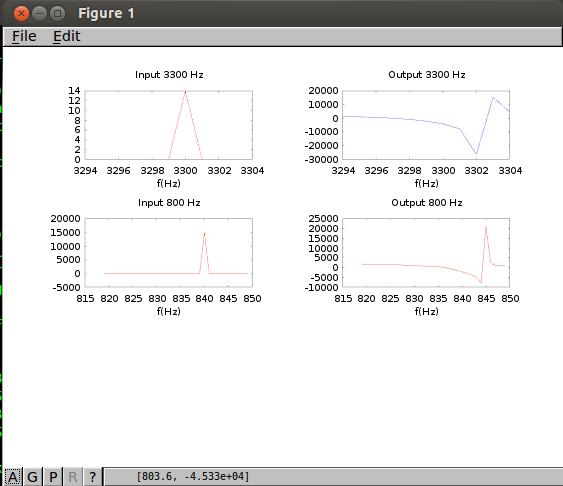 Figure 1
File Edit
Input 3300 Hz
14
12
10
8
6
4
2
0
3294 3296 3298 3300 3302 3304
f(Hz)
Output 3300 Hz
20000
10000
0
-10000
-20000
-30000
3294 3296 3298 3300 3302 3304
f(Hz)
Input 800 Hz
20000
15000
10000
5000
0
-5000
815 820 825 830 835 840 845 850
f(Hz)
Output 800 Hz
25000
20000
15000
10000
5000
0
-5000
-10000
815 820 825 830 835 840 845 850
f(Hz)
A G P R ? [803.6, -4.533e+04]